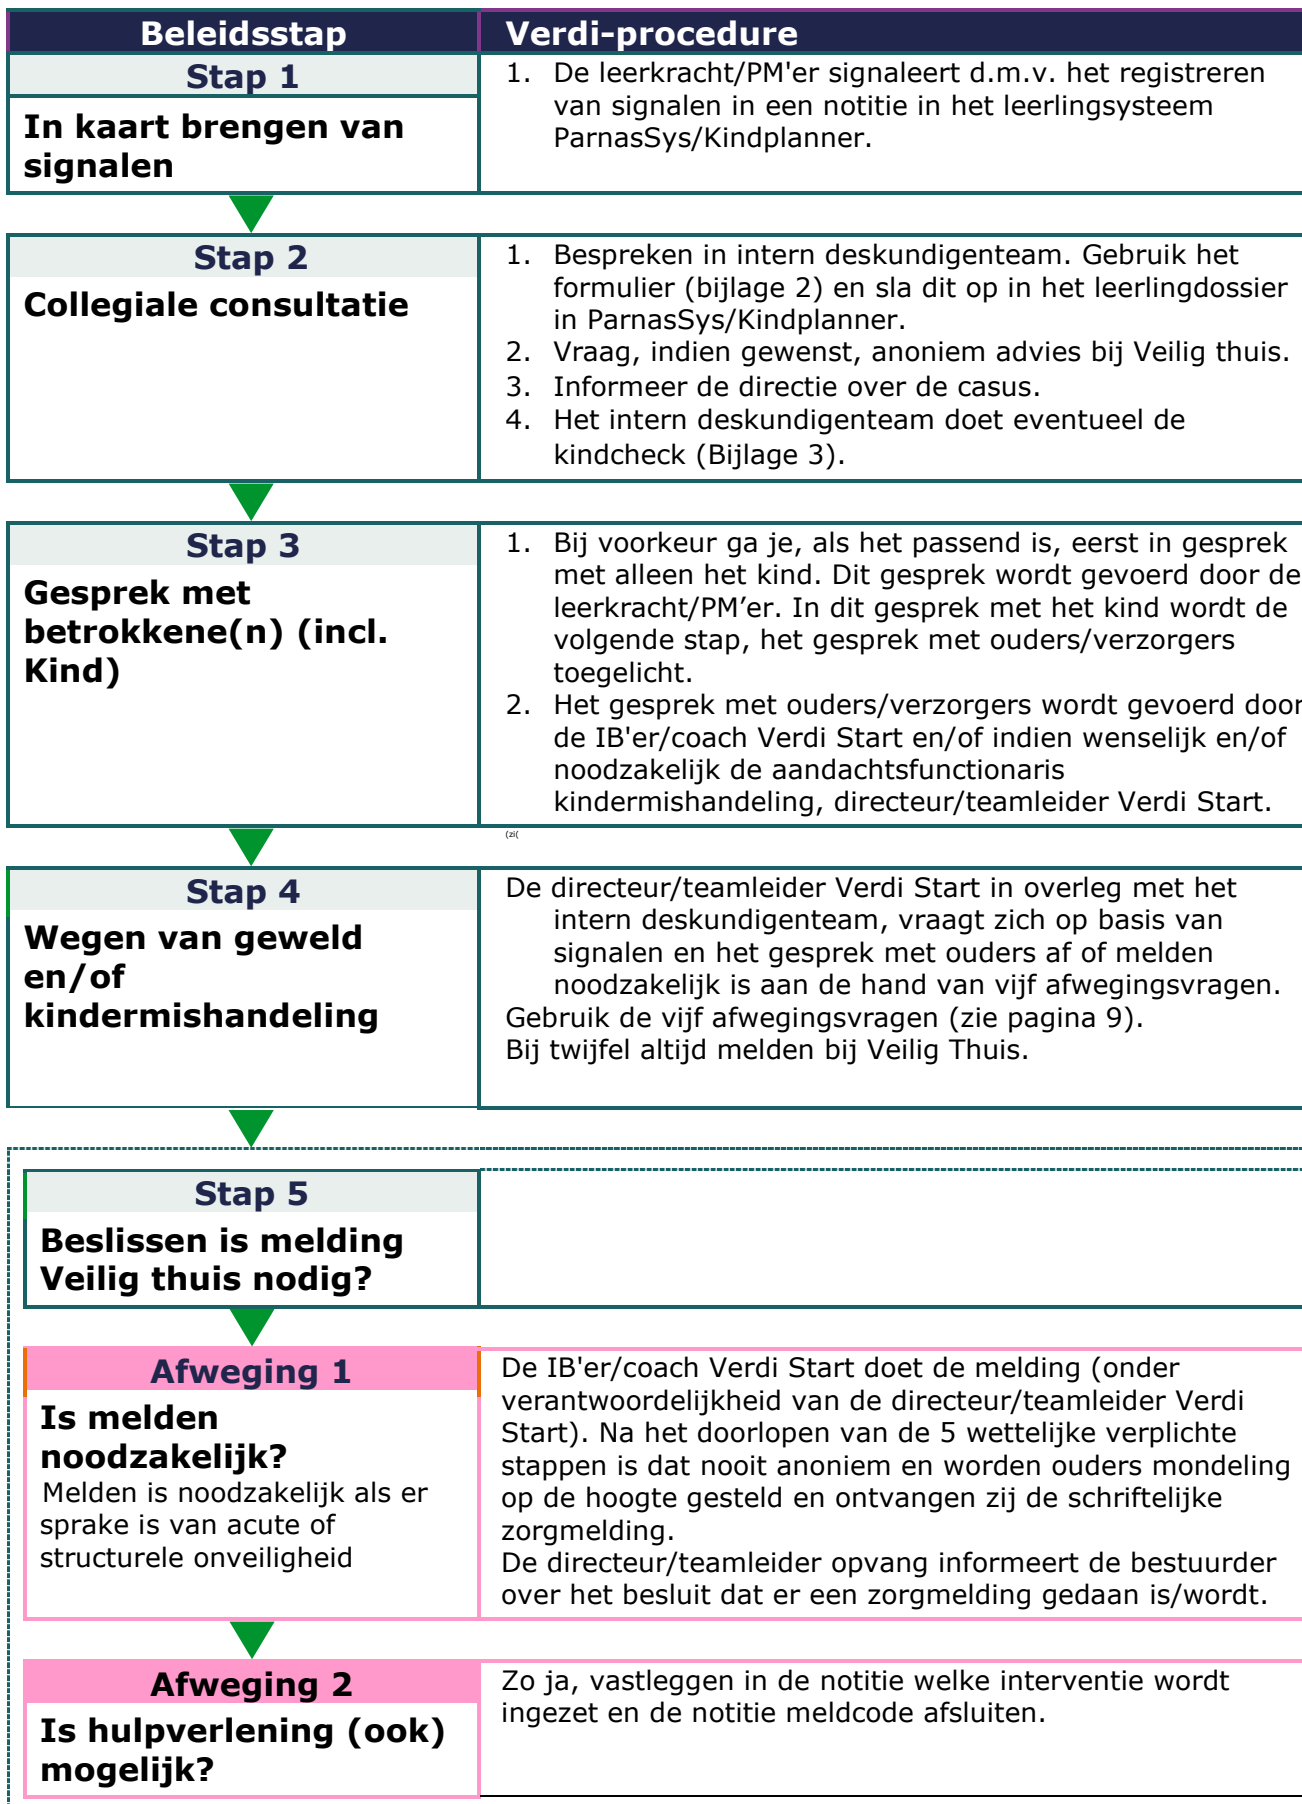 Beleidsstap
Verdi-procedure
Stap 1
In kaart brengen van
signalen
1. De leerkracht/PM'er signaleert d.m.v. het registreren
van signalen in een notitie in het leerlingsysteem
ParnasSys/Kindplanner.
Stap 2
Collegiale consultatie
1. Bespreken in intern deskundigenteam. Gebruik het
formulier (bijlage 2) en sla dit op in het leerlingdossier
in ParnasSys/Kindplanner.
2. Vraag, indien gewenst, anoniem advies bij Veilig thuis.
3. Informeer de directie over de casus.
4. Het intern deskundigenteam doet eventueel de
kindcheck (Bijlage 3).
Stap 3
Gesprek met
betrokkene(n) (incl.
Kind)
1. Bij voorkeur ga je, als het passend is, eerst in gesprek
met alleen het kind. Dit gesprek wordt gevoerd door de
leerkracht/PM’er. In dit gesprek met het kind wordt de
volgende stap, het gesprek met ouders/verzorgers
toegelicht.
2. Het gesprek met ouders/verzorgers wordt gevoerd door
de IB'er/coach Verdi Start en/of indien wenselijk en/of
noodzakelijk de aandachtsfunctionaris
kindermishandeling, directeur/teamleider Verdi Start.
(zi(
Stap 4
Wegen van geweld
en/of
kindermishandeling
De directeur/teamleider Verdi Start in overleg met het
intern deskundigenteam, vraagt zich op basis van
signalen en het gesprek met ouders af of melden
noodzakelijk is aan de hand van vijf afwegingsvragen.
Gebruik de vijf afwegingsvragen (zie pagina 9).
Bij twijfel altijd melden bij Veilig Thuis.
Stap 5
Beslissen is melding
Veilig thuis nodig?
Afweging 1
Is melden
noodzakelijk?
Melden is noodzakelijk als er
sprake is van acute of
structurele onveiligheid
De IB'er/coach Verdi Start doet de melding (onder
verantwoordelijkheid van de directeur/teamleider Verdi
Start). Na het doorlopen van de 5 wettelijke verplichte
stappen is dat nooit anoniem en worden ouders mondeling
op de hoogte gesteld en ontvangen zij de schriftelijke
zorgmelding.
De directeur/teamleider opvang informeert de bestuurder
over het besluit dat er een zorgmelding gedaan is/wordt.
Afweging 2
Is hulpverlening (ook)
mogelijk?
Zo ja, vastleggen in de notitie welke interventie wordt
ingezet en de notitie meldcode afsluiten.